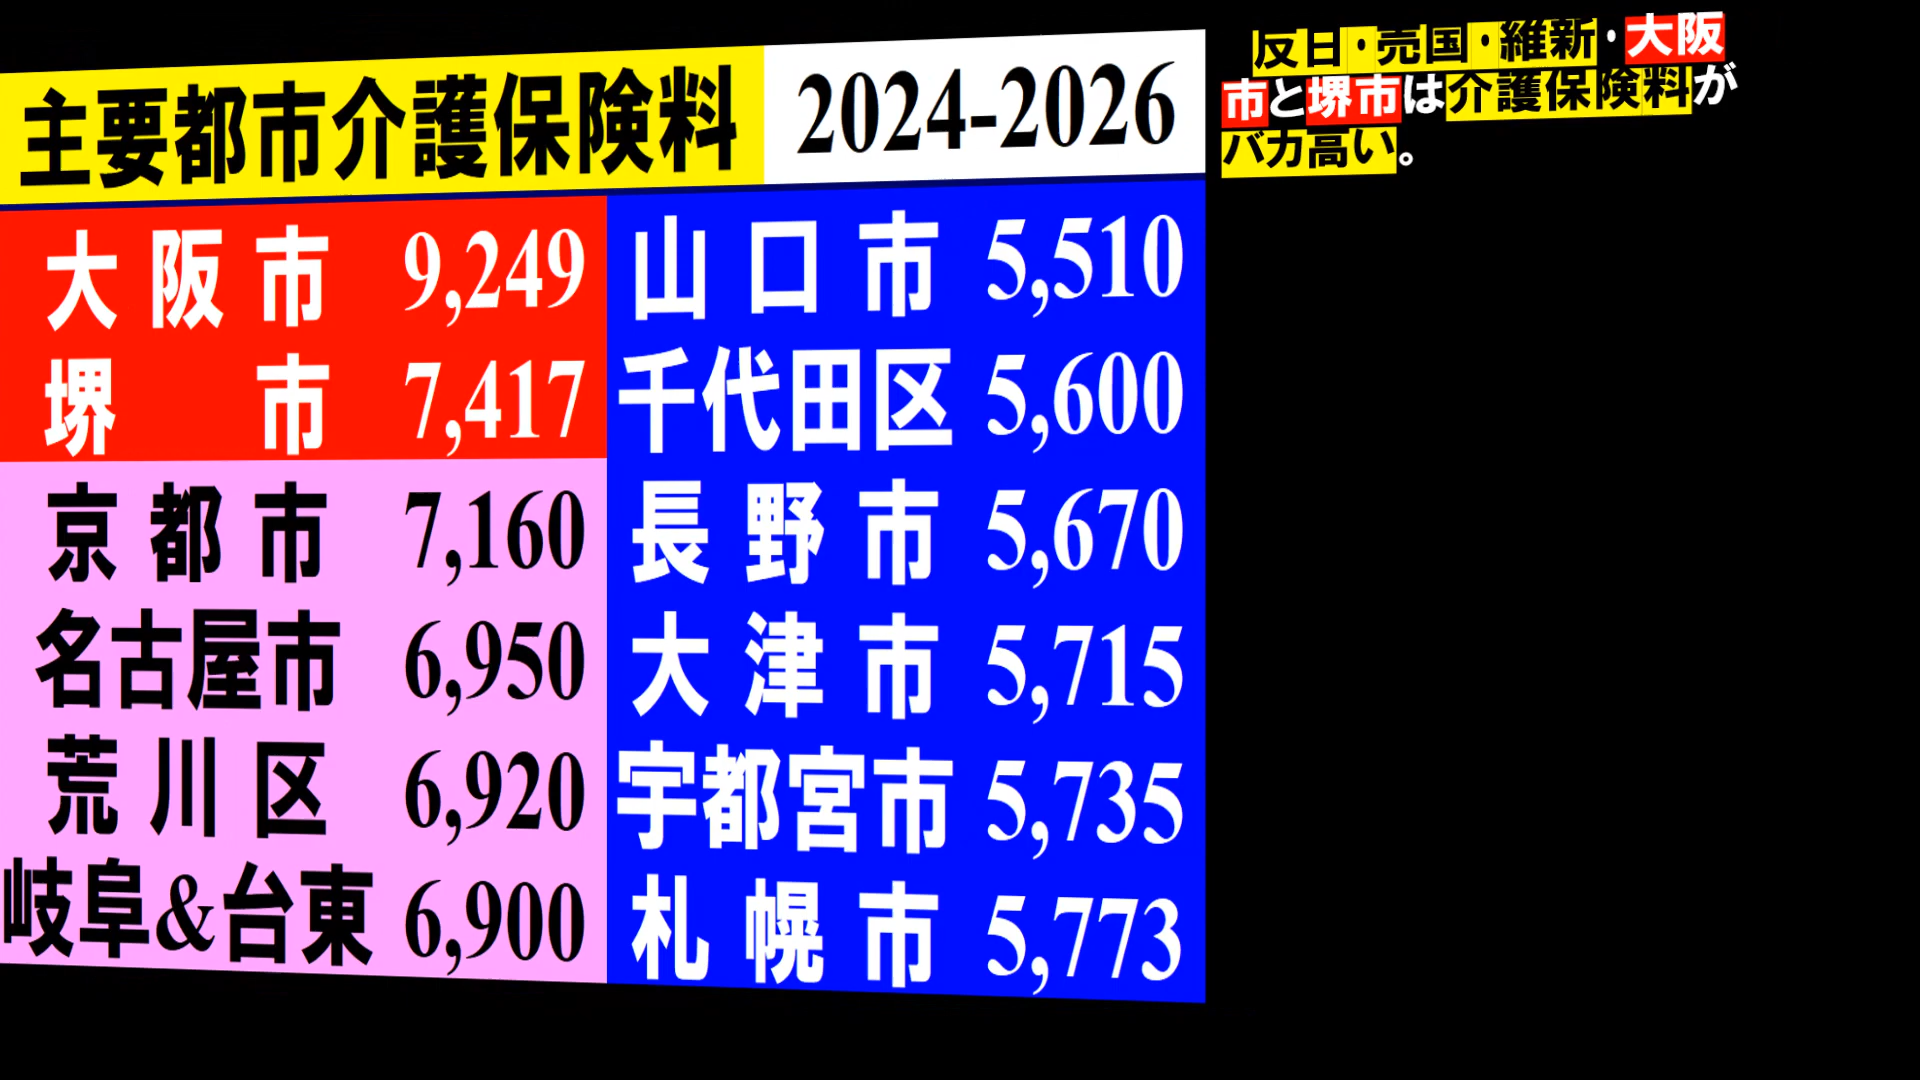 主要都市介護保険料 2024-2026
大阪市 9,249
堺市 7,417
京都市 7,160
名古屋市 6,950
荒川区 6,920
岐阜&台東 6,900
山口市 5,510
千代田区 5,600
長野市 5,670
大津市 5,715
宇都宮市 5,735
札幌市 5,773
反日・売国・維新・大阪
市と堺市は介護保険料が
バカ高い。